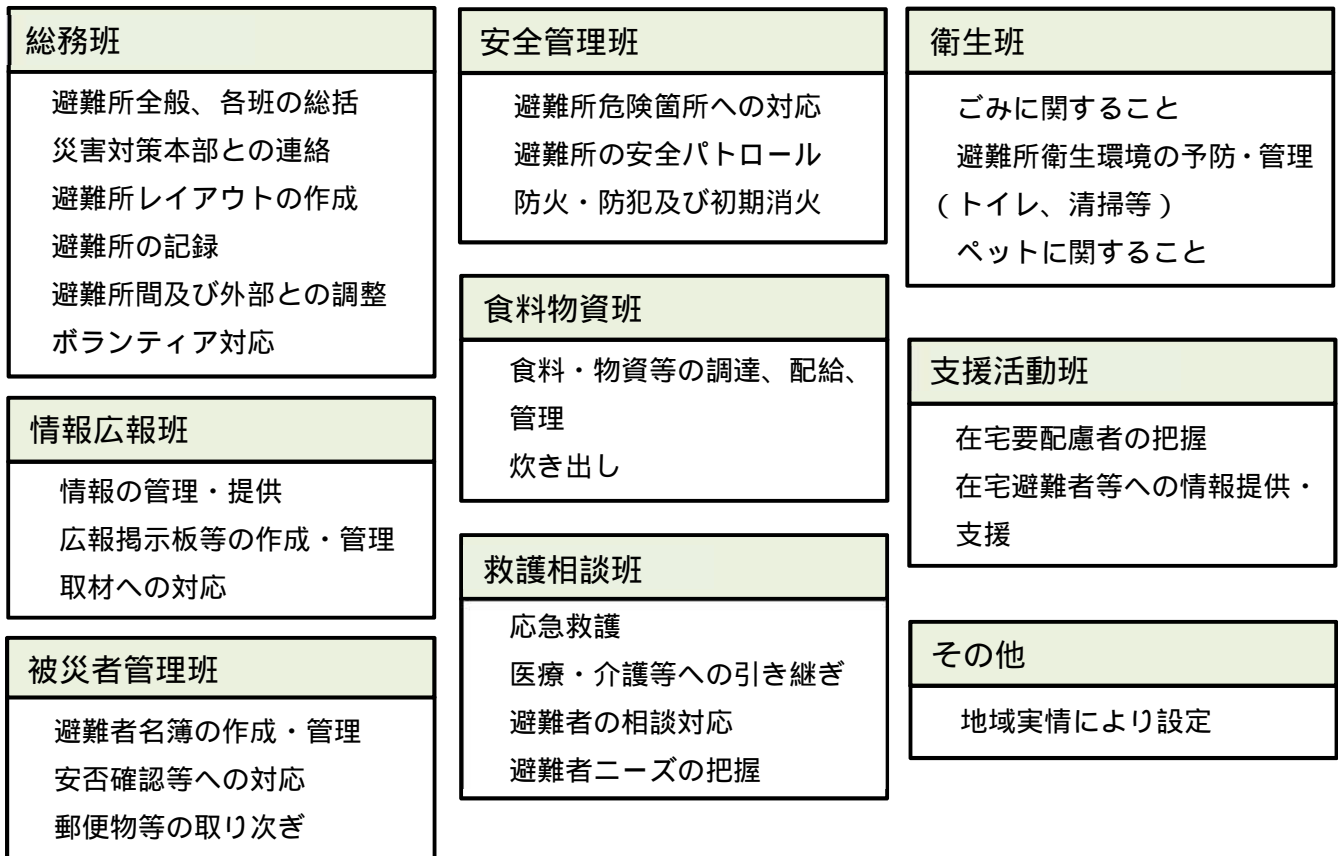 総務班
避難所全般、各班の総括
災害対策本部との連絡
避難所レイアウトの作成
避難所の記録
避難所間及び外部との調整
ボランティア対応
情報広報班
情報の管理・提供
広報掲示板等の作成・管理
取材への対応
被災者管理班
避難者名簿の作成・管理
安否確認等への対応
郵便物等の取り次ぎ
安全管理班
避難所危険箇所への対応
避難所の安全パトロール
防火・防犯及び初期消火
食料物資班
食料・物資等の調達、配給、
管理
炊き出し
救護相談班
応急救護
医療・介護等への引き継ぎ
避難者の相談対応
避難者ニーズの把握
衛生班
ごみに関すること
避難所衛生環境の予防・管理
(トイレ、清掃等)
ペットに関すること
支援活動班
在宅要配慮者の把握
在宅避難者等への情報提供・
支援
その他
地域実情により設定